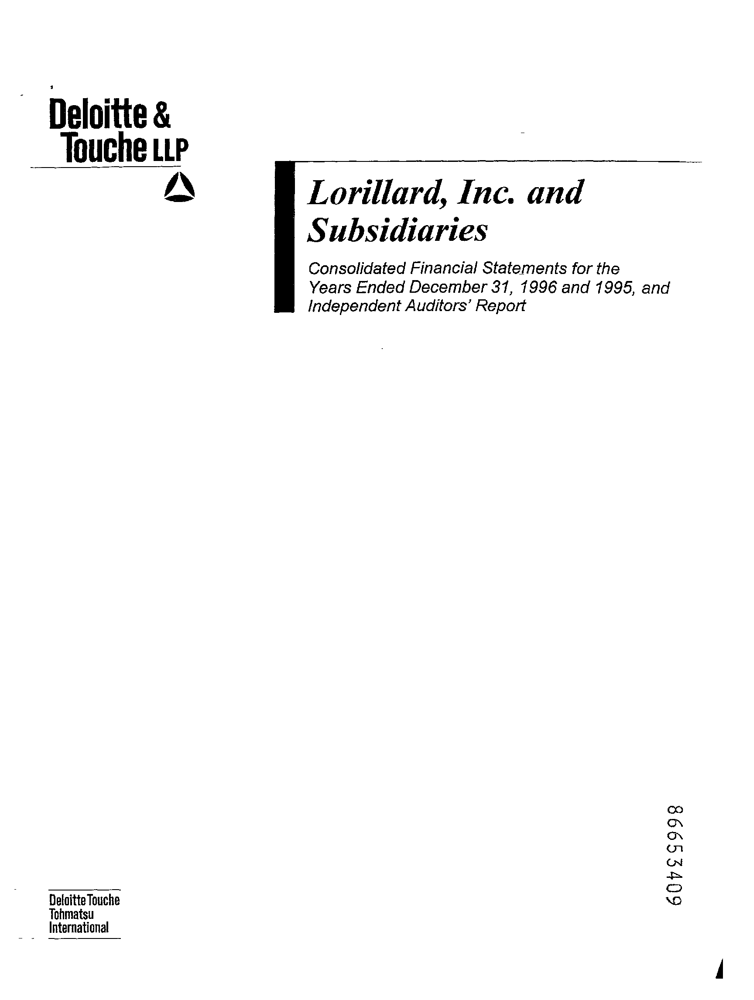 Deloitte &
Touche LLP
Lorillard, Inc. and
Subsidiaries
Consolidated Financial Statements for the
Years Ended December 31, 1996 and 1995, and
Independent Auditors' Report
86653409
Deloitte Touche
Tohmatsu
International